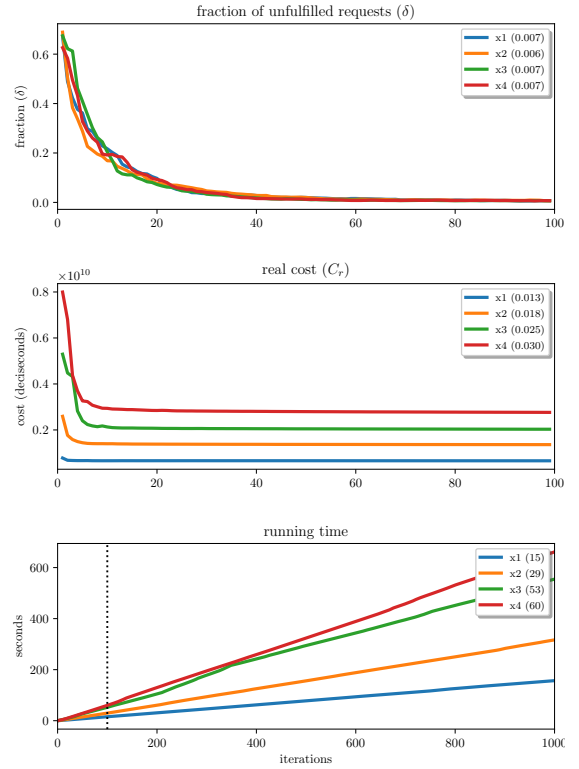 fraction of unfulfilled requests (δ)
fraction (δ)
0.6
0.4
0.2
0.0
x1 (0.007)
x2 (0.006)
x3 (0.007)
x4 (0.007)
0 20 40 60 80 100
real cost (Cᵣ)
×10¹⁰
cost (deciseconds)
0.8
0.6
0.4
0.2
x1 (0.013)
x2 (0.018)
x3 (0.025)
x4 (0.030)
0 20 40 60 80 100
running time
seconds
600
400
200
0
x1 (15)
x2 (29)
x3 (53)
x4 (60)
0 200 400 600 800 1000
iterations